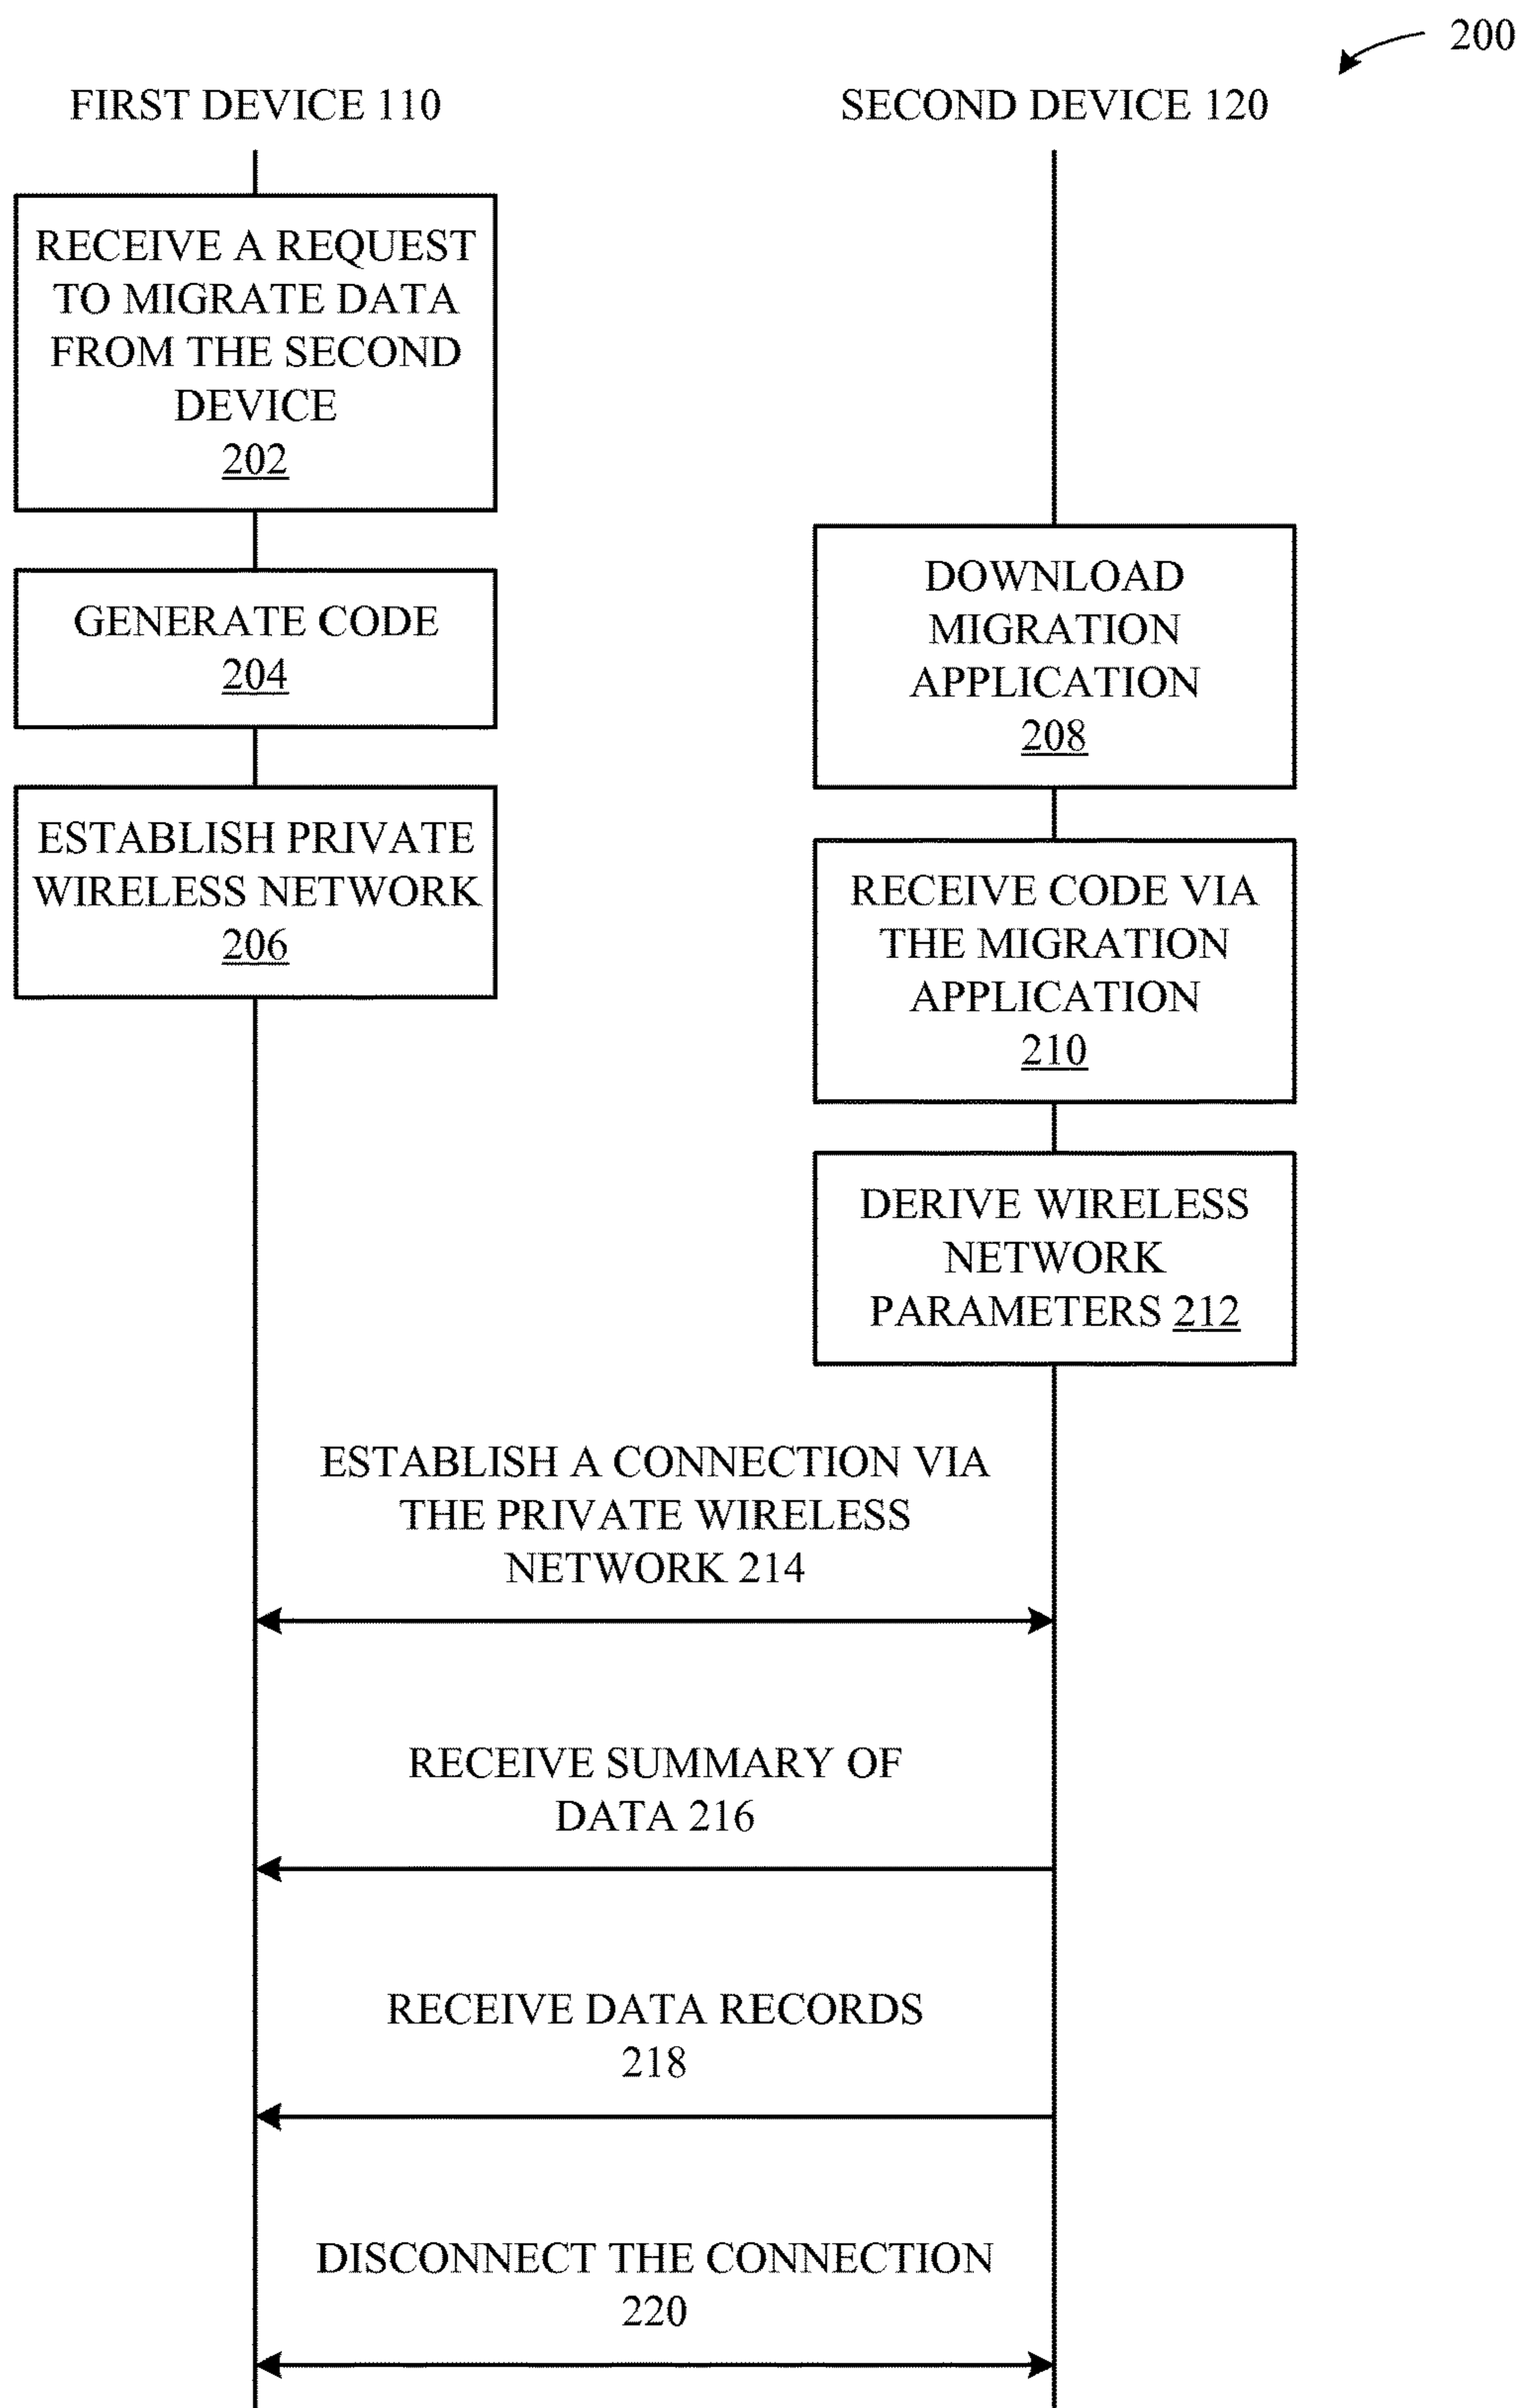 200
FIRST DEVICE 110
SECOND DEVICE 120
RECEIVE A REQUEST
TO MIGRATE DATA
FROM THE SECOND
DEVICE
202
GENERATE CODE
204
ESTABLISH PRIVATE
WIRELESS NETWORK
206
DOWNLOAD
MIGRATION
APPLICATION
208
RECEIVE CODE VIA
THE MIGRATION
APPLICATION
210
DERIVE WIRELESS
NETWORK
PARAMETERS 212
ESTABLISH A CONNECTION VIA
THE PRIVATE WIRELESS
NETWORK 214
RECEIVE SUMMARY OF
DATA 216
RECEIVE DATA RECORDS
218
DISCONNECT THE CONNECTION
220